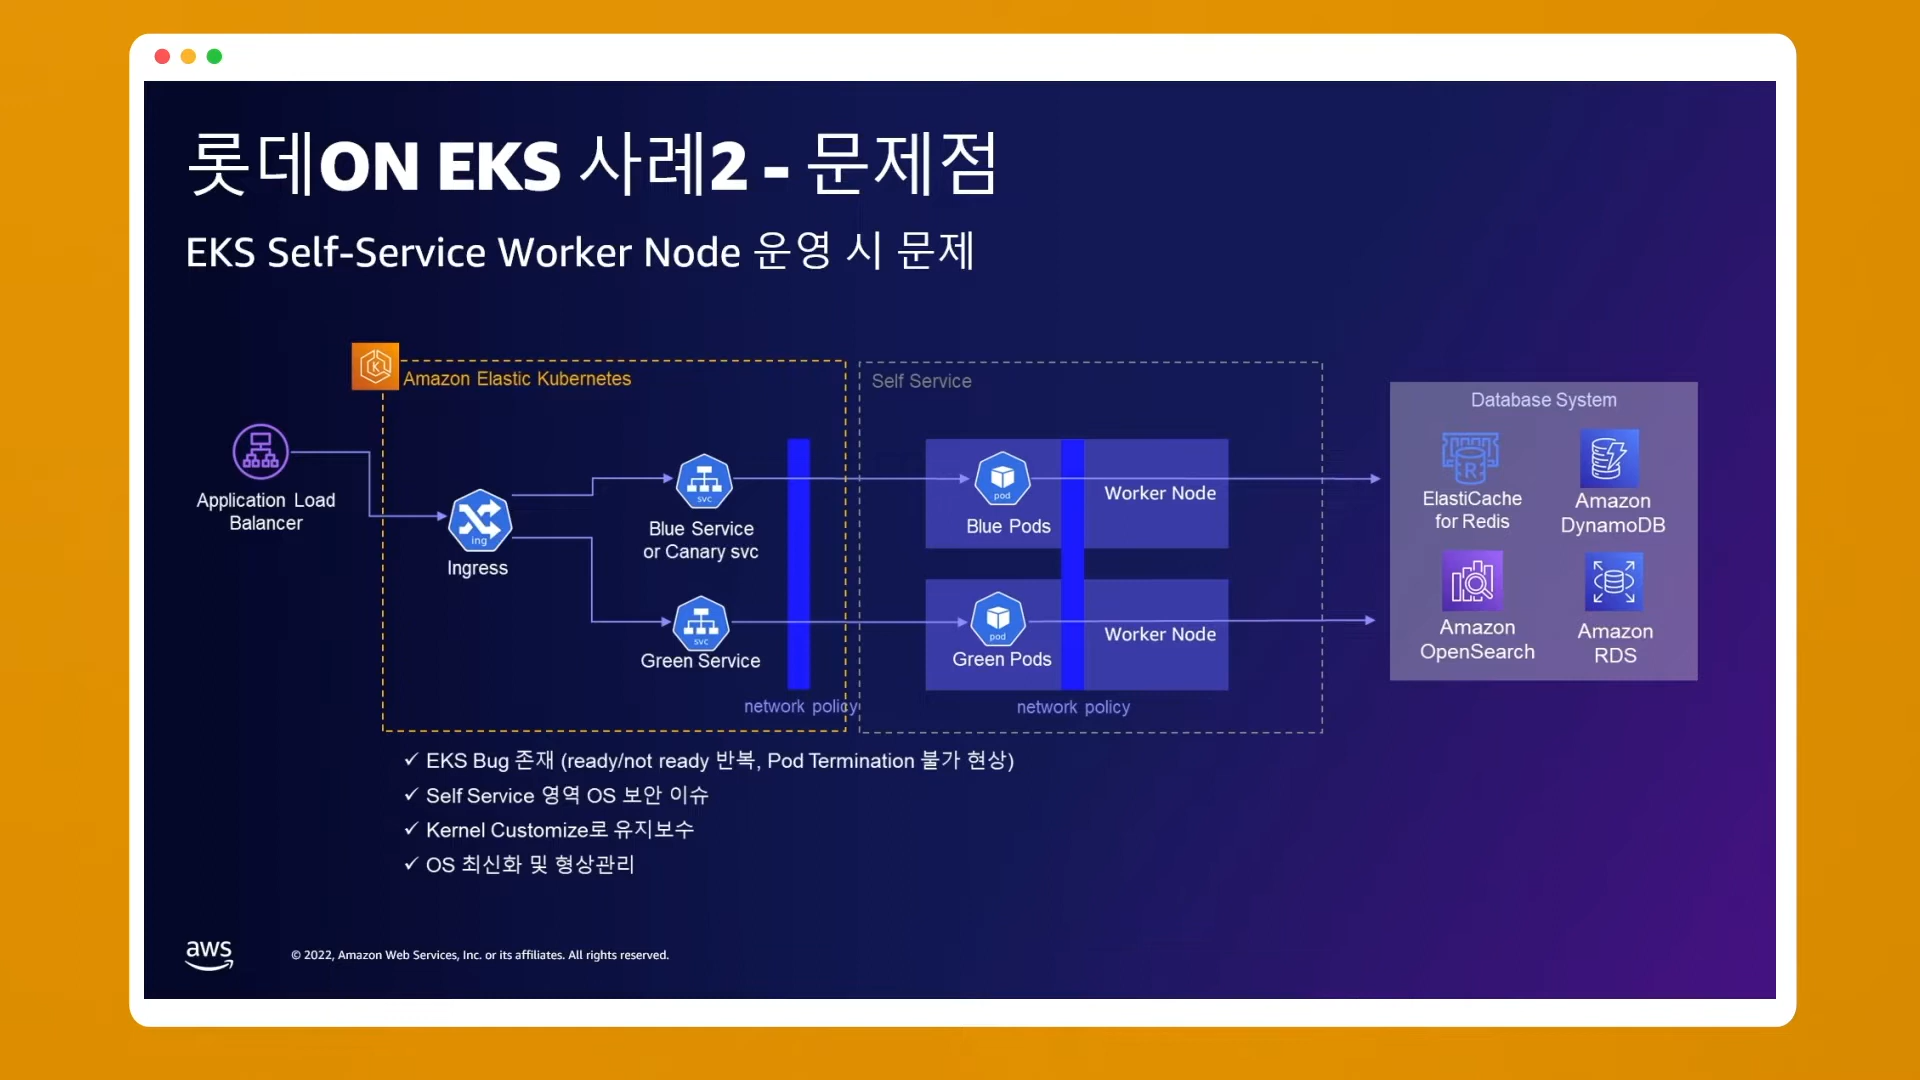 롯데ON EKS 사례2 - 문제점
EKS Self-Service Worker Node 운영 시 문제
Amazon Elastic Kubernetes
Self Service
Database System
Application Load
Balancer
ing
Ingress
svc
Blue Service
or Canary svc
svc
Green Service
network policy
pod
Blue Pods
Worker Node
pod
Green Pods
Worker Node
network policy
ElastiCache
for Redis
Amazon
DynamoDB
Amazon
OpenSearch
Amazon
RDS
✓ EKS Bug 존재 (ready/not ready 반복, Pod Termination 불가 현상)
✓ Self Service 영역 OS 보안 이슈
✓ Kernel Customize로 유지보수
✓ OS 최신화 및 형상관리
aws
© 2022, Amazon Web Services, Inc. or its affiliates. All rights reserved.